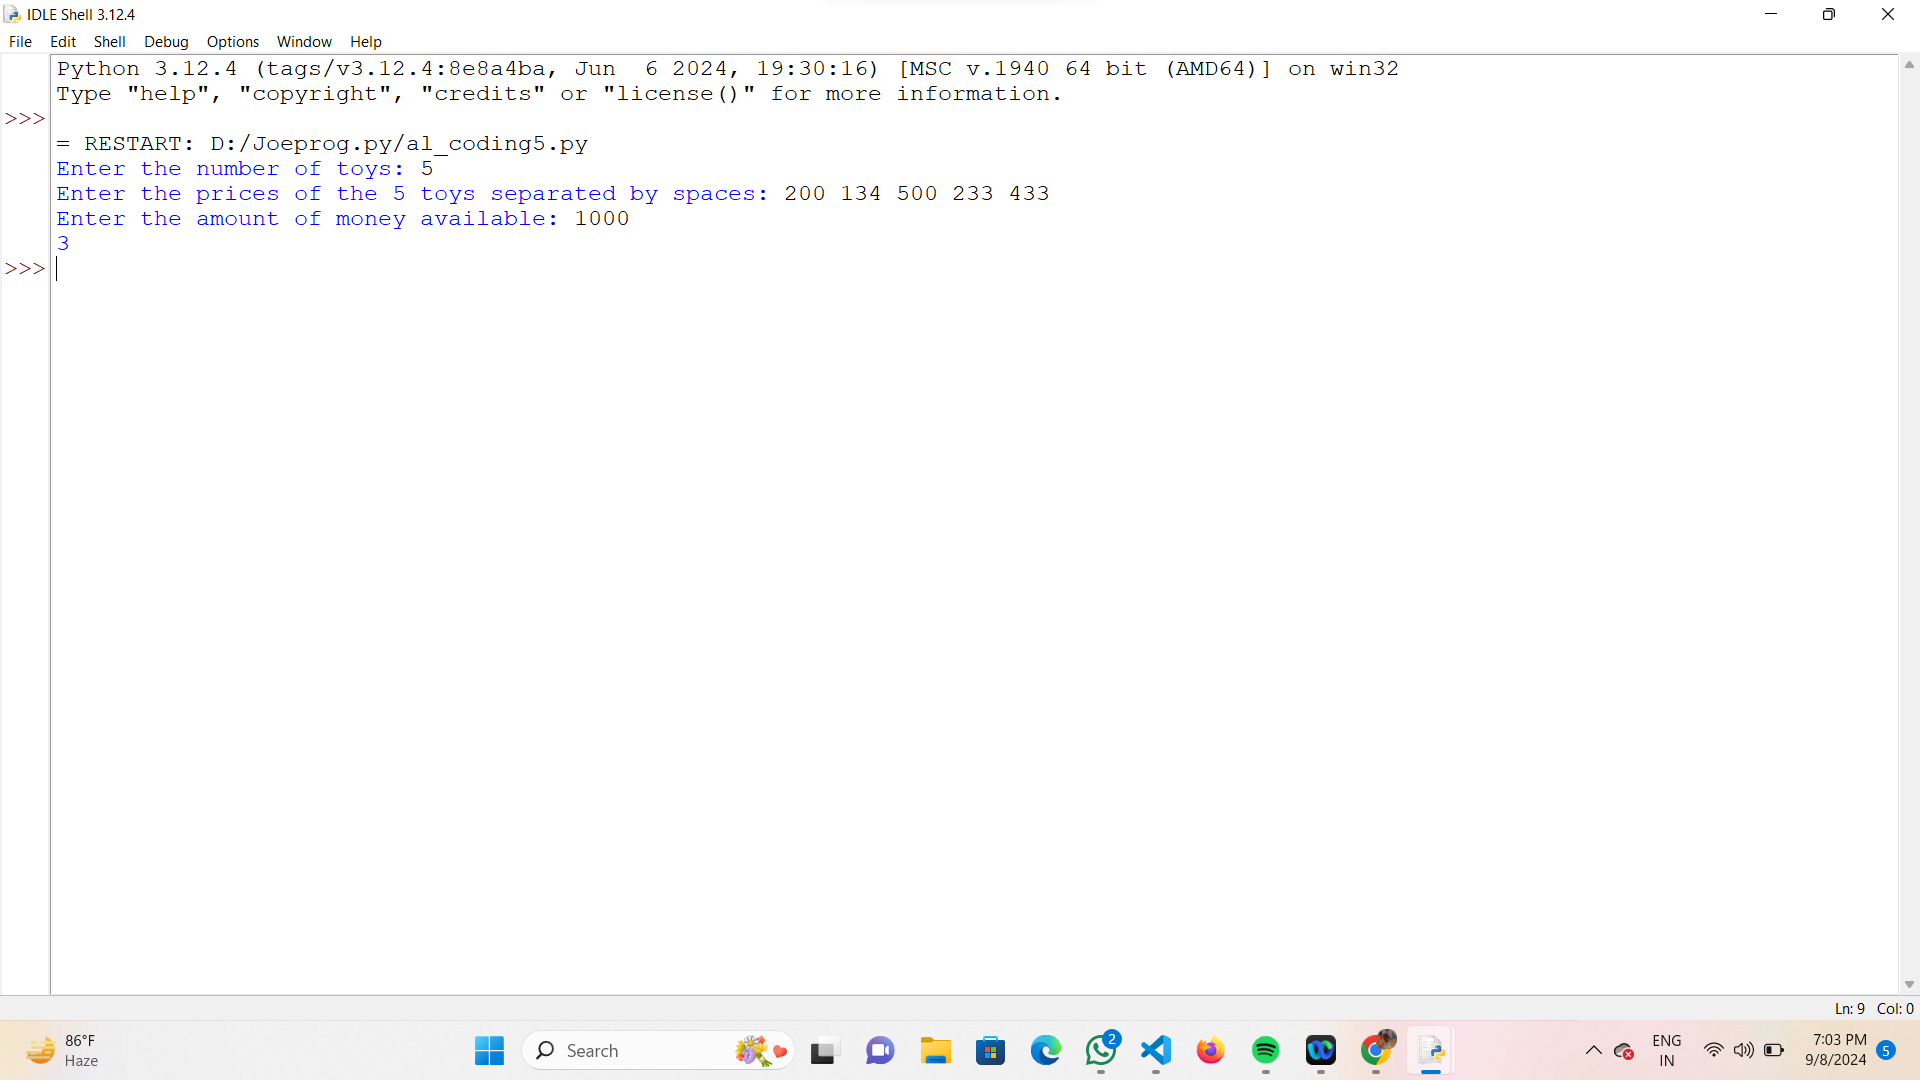 IDLE Shell 3.12.4
File Edit Shell Debug Options Window Help
Python 3.12.4 (tags/v3.12.4:8e8a4ba, Jun  6 2024, 19:30:16) [MSC v.1940 64 bit (AMD64)] on win32
Type "help", "copyright", "credits" or "license()" for more information.
>>>
= RESTART: D:/Joeprog.py/al_coding5.py
Enter the number of toys: 5
Enter the prices of the 5 toys separated by spaces: 200 134 500 233 433
Enter the amount of money available: 1000
3
>>>
Ln: 9 Col: 0
86°F
Haze
Search
2
ENG
IN
7:03 PM
9/8/2024
5